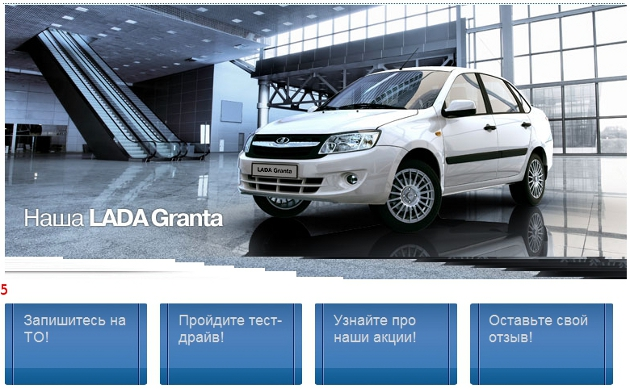 LADA Granta
Наша LADA Granta
5
Запишитесь на
ТО!
Пройдите тест-
драйв!
Узнайте про
наши акции!
Оставьте свой
отзыв!